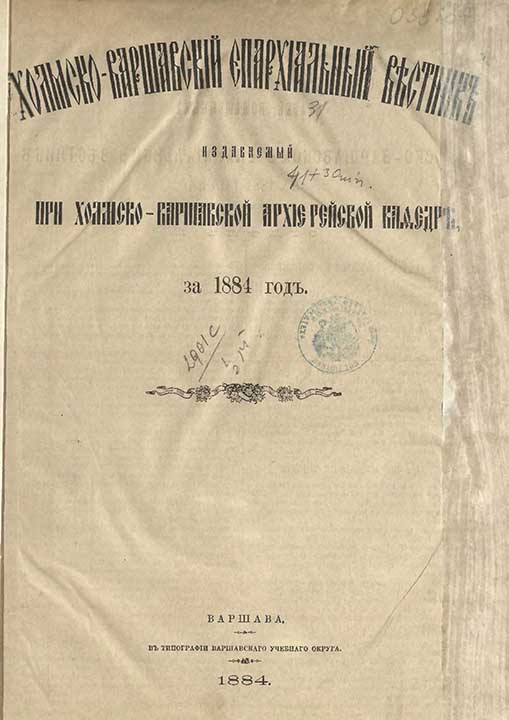 ХОЛМСКО-ВАРШАВСКІЙ ЕПАРХІАЛЬНЫЙ ВѢСТНИКЪ
ИЗДАВАЕМЫЙ
ПРИ ХОЛМСКО-ВАРШАВСКОЙ АРХІЕРЕЙСКОЙ КАѲЕДРѢ,
за 1884 годъ.
ВАРШАВА.
ВЪ ТИПОГРАФІИ ВАРШАВСКАГО УЧЕБНАГО ОКРУГА.
1884.